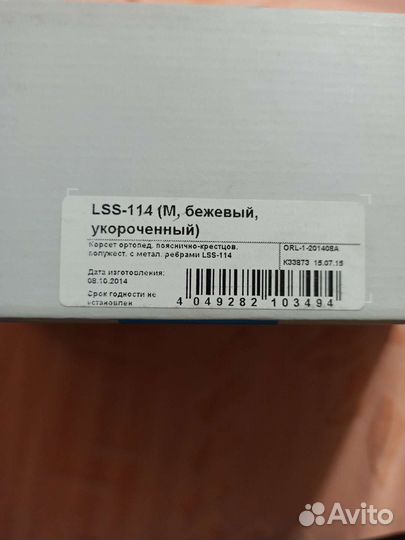 LSS-114 (М, бежевый,
укороченный)
Корсет ортопед. пояснично-крестцов.
полужест. с метал. ребрами LSS-114
ORL-1-201408A
K33873 15.07.15
Дата изготовления:
08.10.2014
Срок годности не
установлен
4 049282 103494
Avito